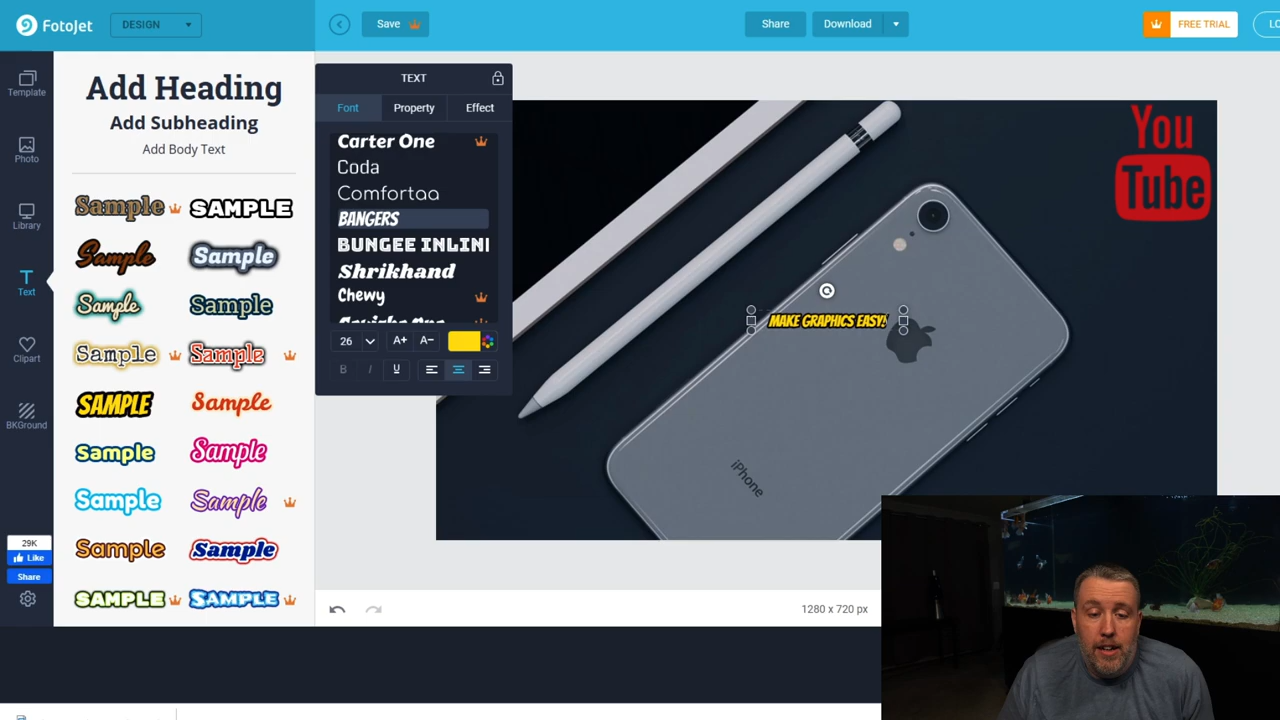 FotoJet
DESIGN
Save
Share
Download
FREE TRIAL
LO
Template
Photo
Library
Text
Clipart
BKGround
29K
Like
Share
Add Heading
Add Subheading
Add Body Text
Sample
SAMPLE
Sample
Sample
Sample
Sample
Sample
Sample
SAMPLE
Sample
Sample
Sample
Sample
Sample
Sample
Sample
SAMPLE
SAMPLE
TEXT
Font
Property
Effect
Carter One
Coda
Comfortaa
BANGERS
BUNGEE INLINI
Shrikhand
Chewy
26
A+
A-
B
I
U
You
Tube
MAKE GRAPHICS EASY!
iPhone
1280 x 720 px